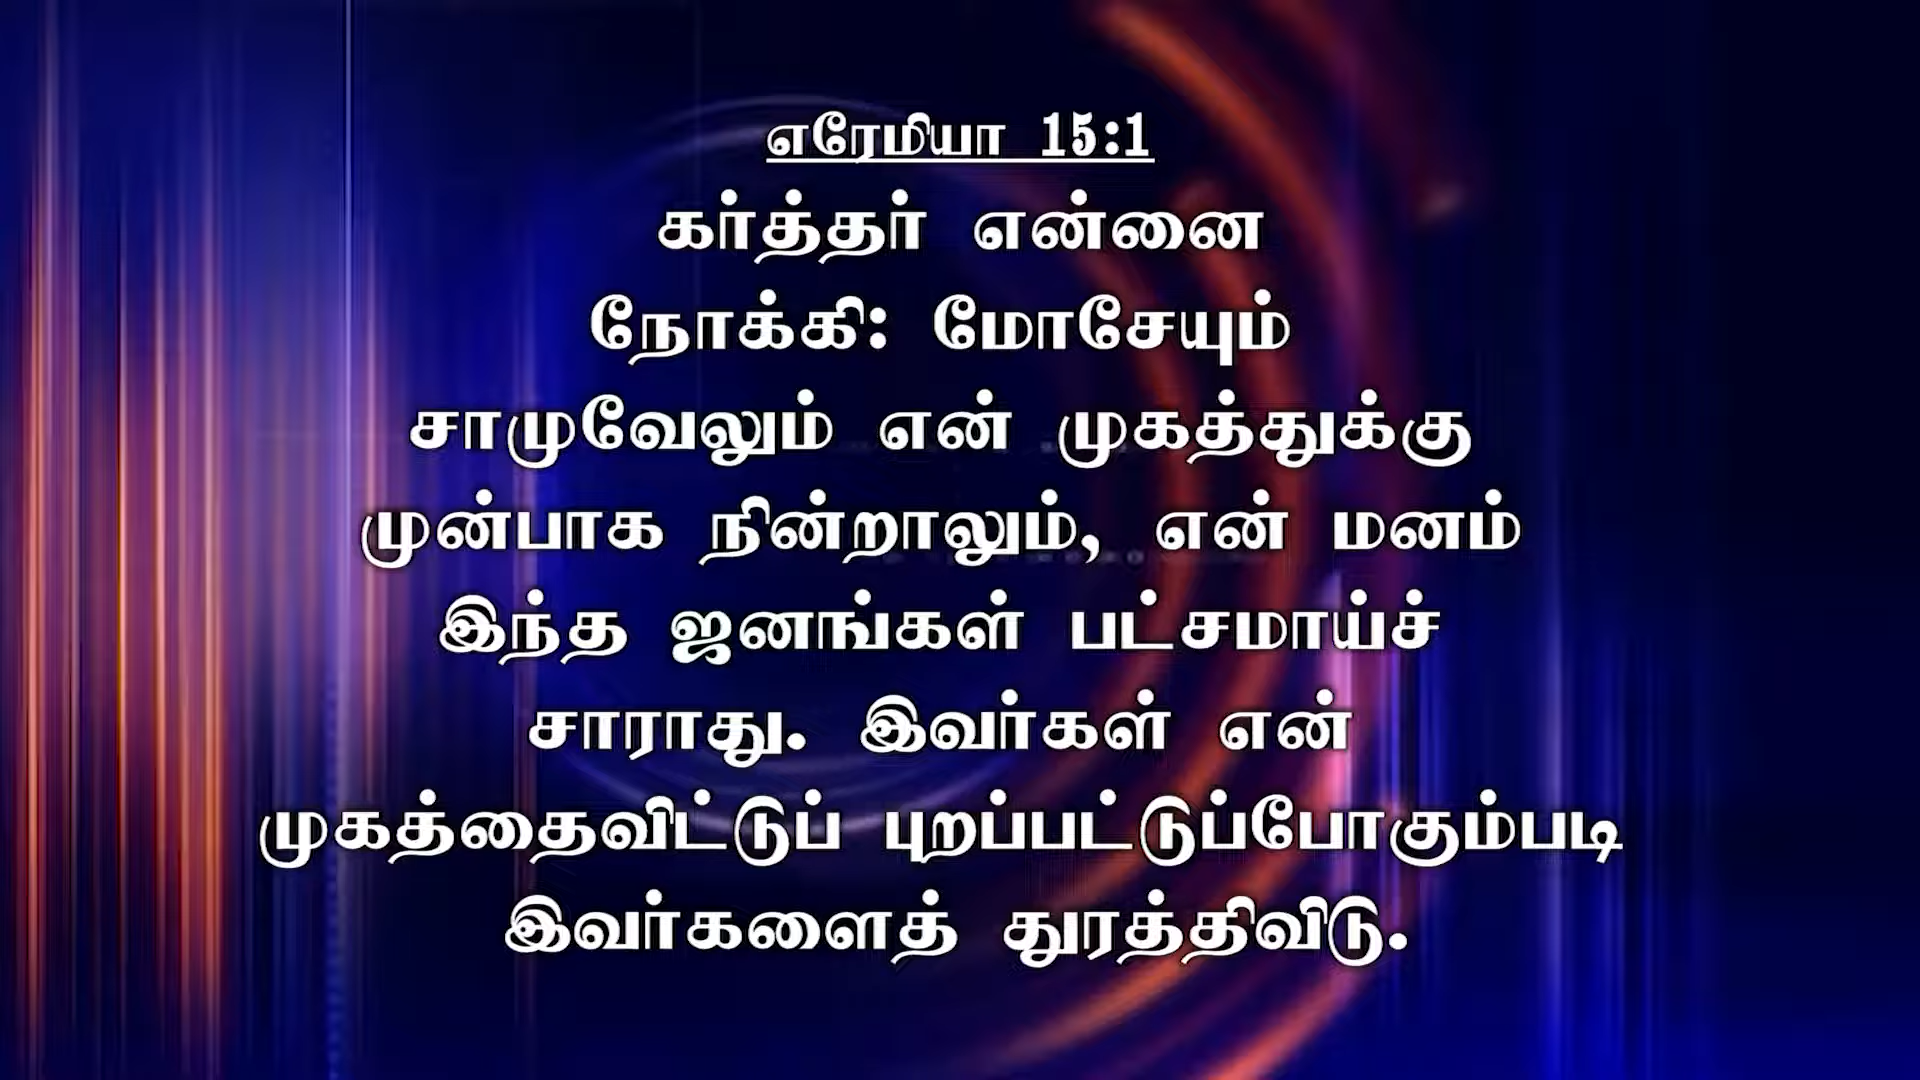 எரேமியா 15:1
கர்த்தர் என்னை
நோக்கி: மோசேயும்
சாமுவேலும் என் முகத்துக்கு
முன்பாக நின்றாலும், என் மனம்
இந்த ஜனங்கள் பட்சமாய்ச்
சாராது. இவர்கள் என்
முகத்தைவிட்டுப் புறப்பட்டுப்போகும்படி
இவர்களைத் துரத்திவிடு.